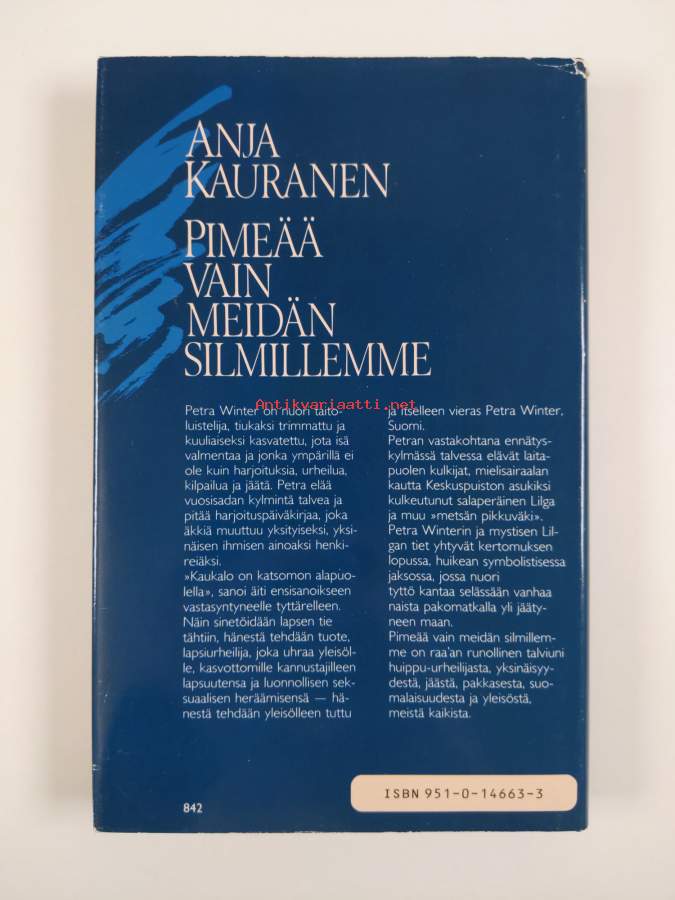 ANJA
KAURANEN
PIMEÄÄ
VAIN
MEIDÄN
SILMILLEMME
Antikvariaatti.net
Petra Winter on nuori taito-
luistelija, tiukaksi trimmattu ja
kuuliaiseksi kasvatettu, jota isä
valmentaa ja jonka ympärillä ei
ole kuin harjoituksia, urheilua,
kilpailua ja jäätä. Petra elää
vuosisadan kylmintä talvea ja
pitää harjoituspäiväkirjaa, joka
äkkiä muuttuu yksityiseksi, yksi-
näisen ihmisen ainoaksi henki-
reiäksi.
»Kaukalo on katsomon alapuo-
lella», sanoi äiti ensisanoikseen
vastasyntyneelle tyttärelleen.
Näin sinetöidään lapsen tie
tähtiin, hänestä tehdään tuote,
lapsiurheilija, joka uhraa yleisöl-
le, kasvottomille kannustajilleen
lapsuutensa ja luonnollisen sek-
suaalisen heräämisensä — hä-
nestä tehdään yleisölleen tuttu
ja itselleen vieras Petra Winter,
Suomi.
Petran vastakohtana ennätys-
kylmässä talvessa elävät laita-
puolen kulkijat, mielisairaalan
kautta Keskuspuiston asukiksi
kulkeutunut salaperäinen Lilga
ja muu »metsän pikkuväki».
Petra Winterin ja mystisen Lil-
gan tiet yhtyvät kertomuksen
lopussa, huikean symbolistisessa
jaksossa, jossa nuori
tyttö kantaa selässään vanhaa
naista pakomatkalla yli jääty-
neen maan.
Pimeää vain meidän silmillem-
me on raa'an runollinen talviuni
huippu-urheilijasta, yksinäisyy-
destä, jäästä, pakkasesta, suo-
malaisuudesta ja yleisöstä,
meistä kaikista.
ISBN 951-0-14663-3
842